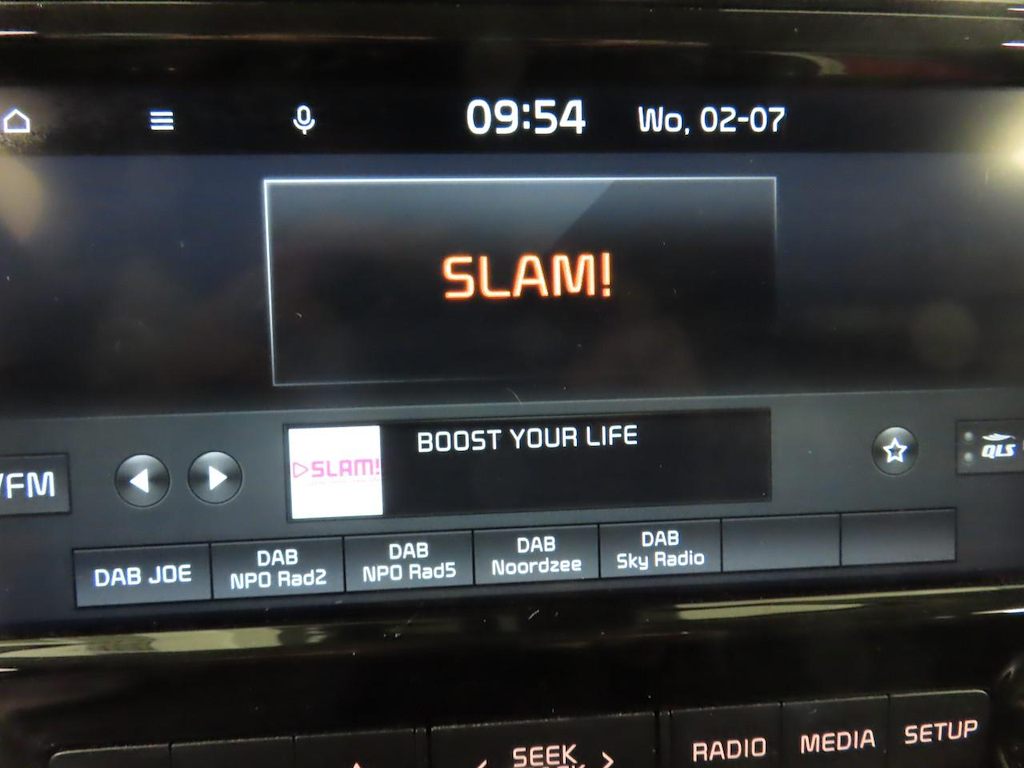 09:54 Wo, 02-07
SLAM!
BOOST YOUR LIFE
SLAM!
/FM
QLS
DAB JOE
DAB
NPO Rad2
DAB
NPO Rad5
DAB
Noordzee
DAB
Sky Radio
SEEK
RADIO
MEDIA
SETUP